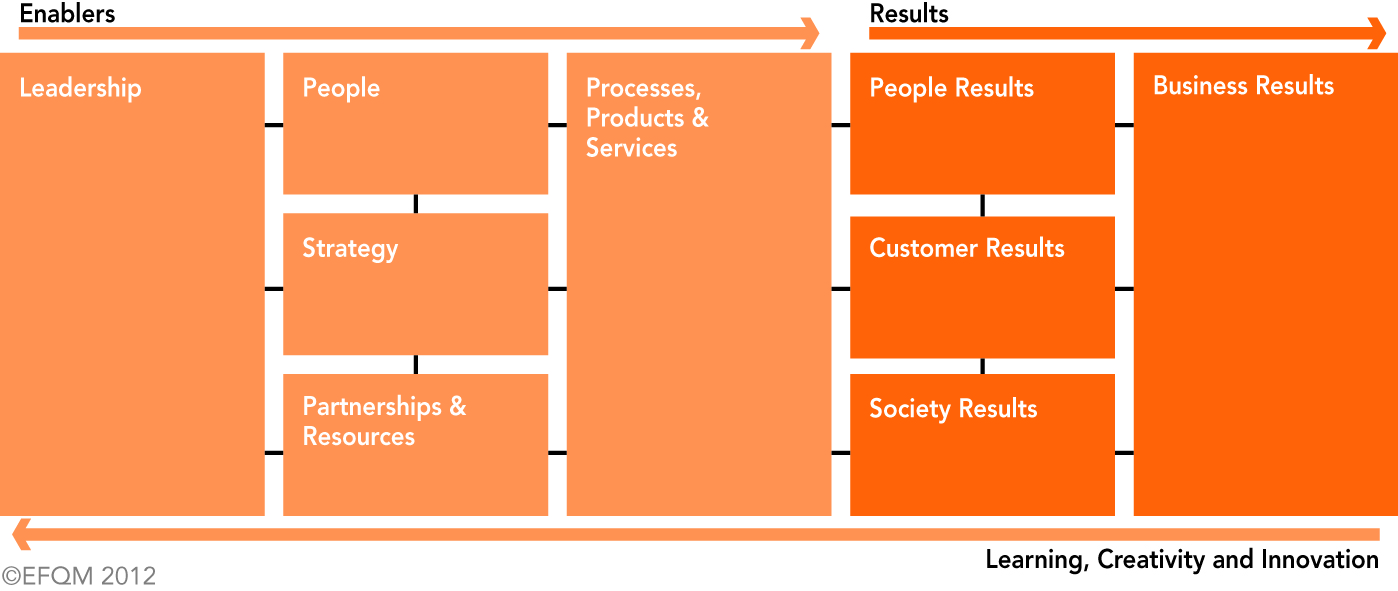 Enablers
Results
Leadership
People
Processes,
Products &
Services
People Results
Business Results
Strategy
Customer Results
Partnerships &
Resources
Society Results
Learning, Creativity and Innovation
©EFQM 2012